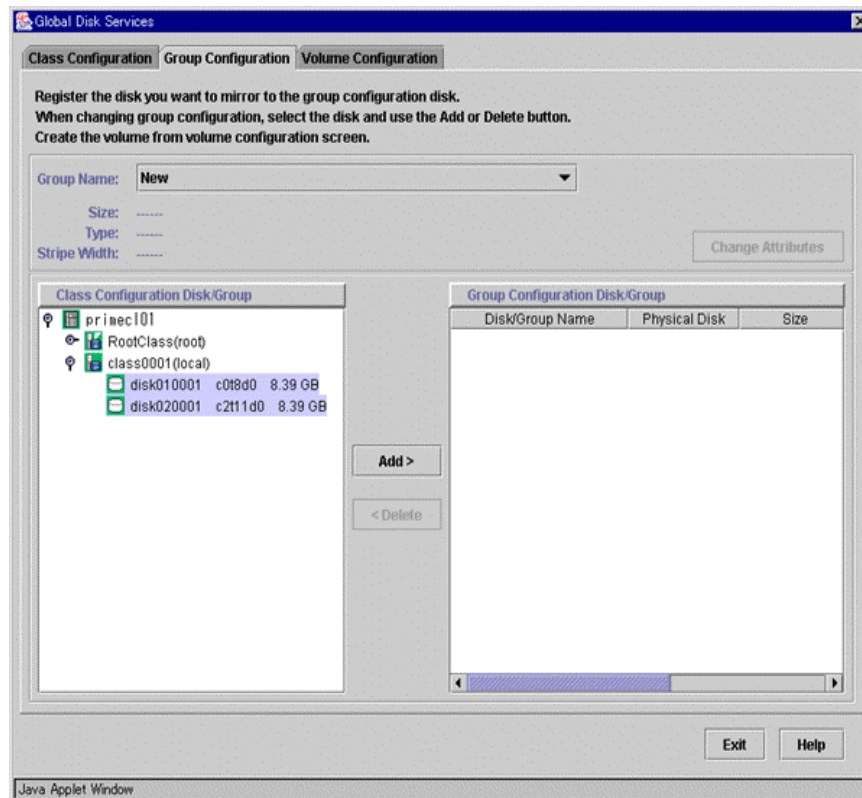 Global Disk Services
Class Configuration Group Configuration Volume Configuration
Register the disk you want to mirror to the group configuration disk.
When changing group configuration, select the disk and use the Add or Delete button.
Create the volume from volume configuration screen.
Group Name: New
Size: ------
Type: ------
Stripe Width: ------
Change Attributes
Class Configuration Disk/Group
Group Configuration Disk/Group
primecl01
Disk/Group Name Physical Disk Size
RootClass(root)
class0001(local)
disk010001 c0t8d0 8.39 GB
disk020001 c2t11d0 8.39 GB
Add >
< Delete
Exit Help
Java Applet Window